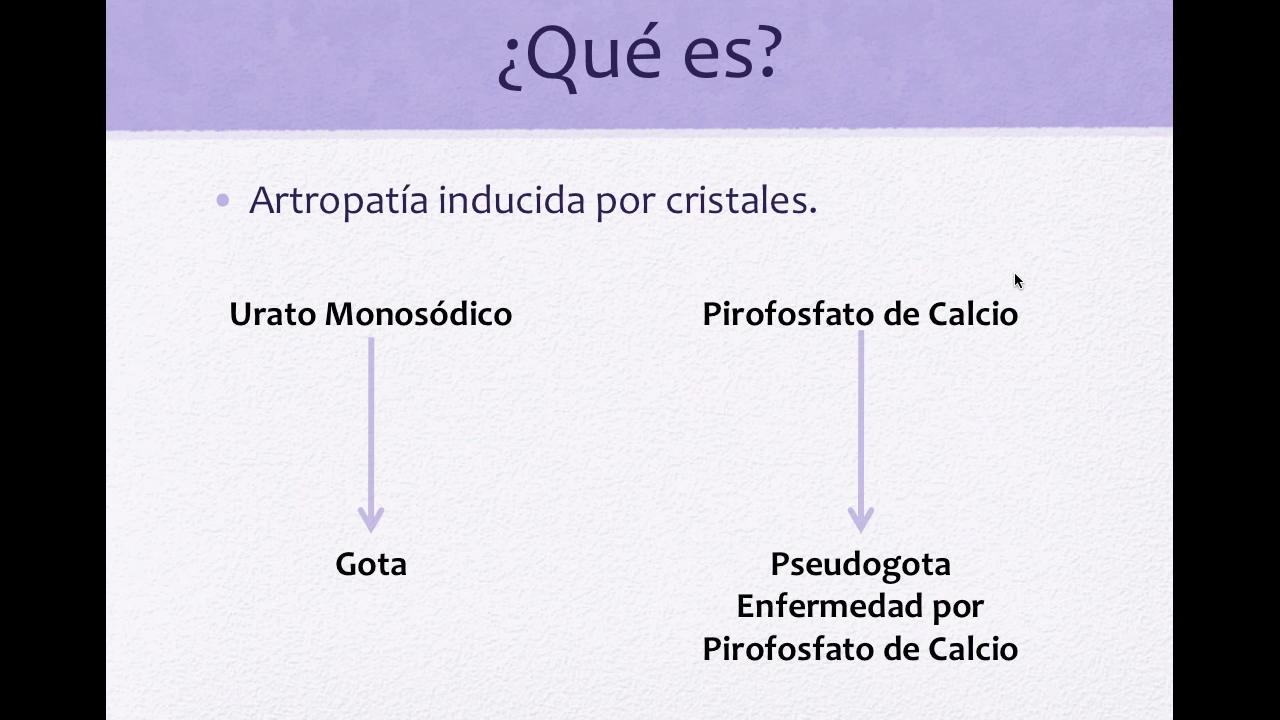 ¿Qué es?
• Artropatía inducida por cristales.
Urato Monosódico
Pirofosfato de Calcio
Gota
Pseudogota
Enfermedad por
Pirofosfato de Calcio